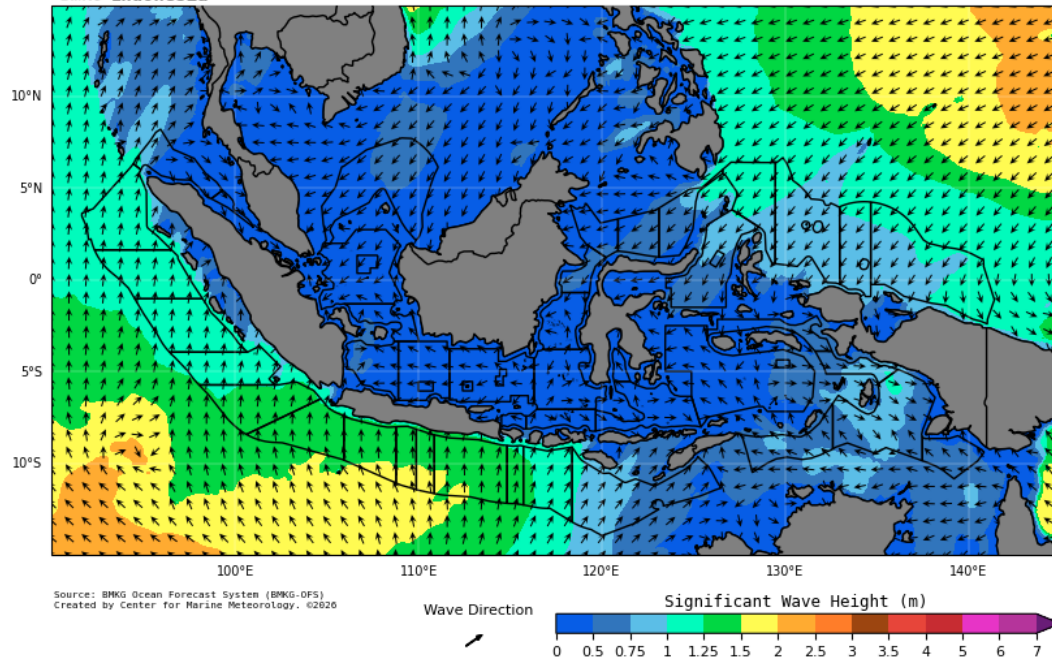 10°N
5°N
0°
5°S
10°S
100°E 110°E 120°E 130°E 140°E
Source: BMKG Ocean Forecast System (BMKG-OFS)
Created by Center for Marine Meteorology. ©2026
Wave Direction
Significant Wave Height (m)
0 0.5 0.75 1 1.25 1.5 2 2.5 3 3.5 4 5 6 7